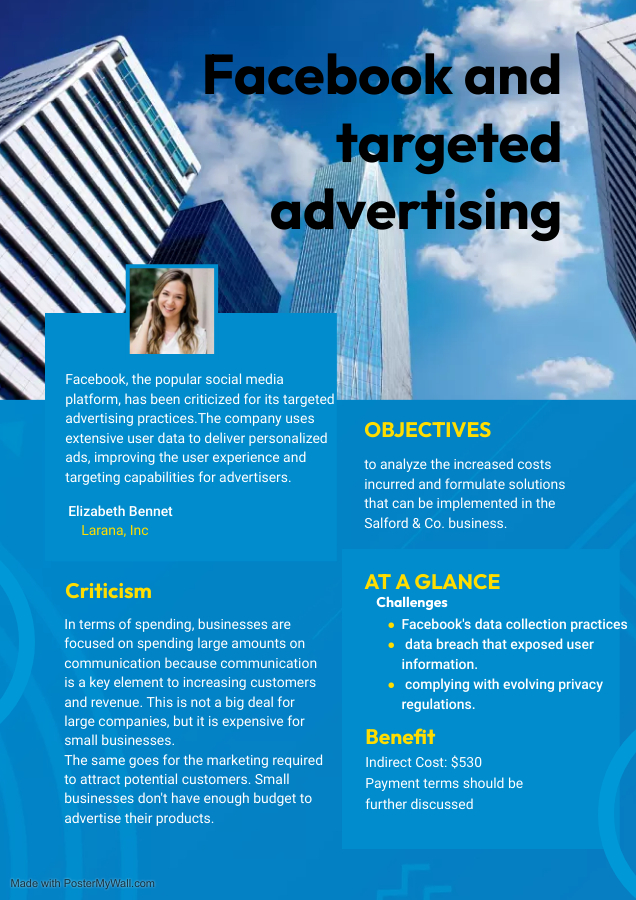 Facebook and
targeted
advertising
Facebook, the popular social media
platform, has been criticized for its targeted
advertising practices.The company uses
extensive user data to deliver personalized
ads, improving the user experience and
targeting capabilities for advertisers.
Elizabeth Bennet
Larana, Inc
Criticism
In terms of spending, businesses are
focused on spending large amounts on
communication because communication
is a key element to increasing customers
and revenue. This is not a big deal for
large companies, but it is expensive for
small businesses.
The same goes for the marketing required
to attract potential customers. Small
businesses don't have enough budget to
advertise their products.
OBJECTIVES
to analyze the increased costs
incurred and formulate solutions
that can be implemented in the
Salford & Co. business.
AT A GLANCE
Challenges
• Facebook's data collection practices
• data breach that exposed user
information.
• complying with evolving privacy
regulations.
Benefit
Indirect Cost: $530
Payment terms should be
further discussed
Made with PosterMyWall.com